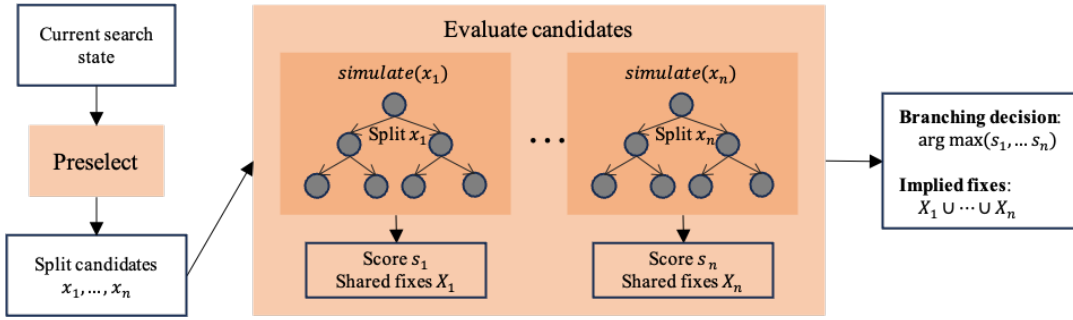 Current search
state
Preselect
Split candidates
x₁, …, xₙ
Evaluate candidates
simulate(x₁)
Split x₁
Score s₁
Shared fixes X₁
...
simulate(xₙ)
Split xₙ
Score sₙ
Shared fixes Xₙ
Branching decision:
arg max(s₁, … sₙ)
Implied fixes:
X₁ ∪ ⋯ ∪ Xₙ